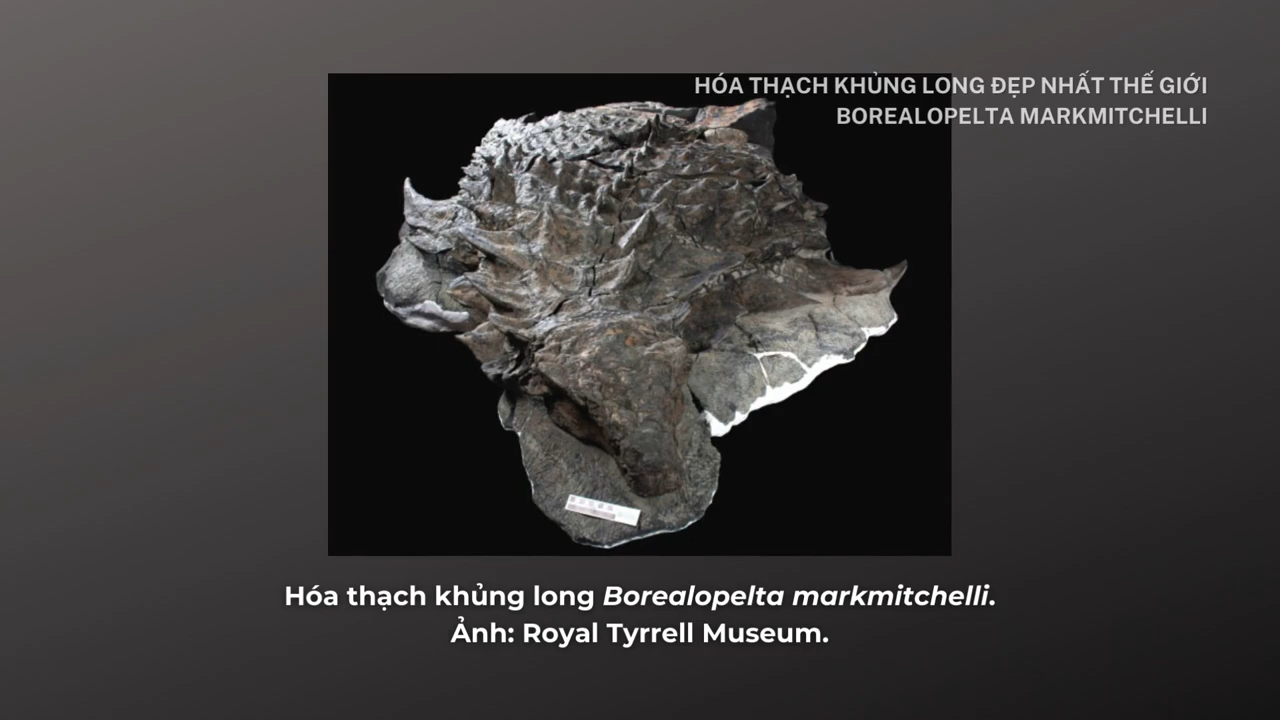 HÓA THẠCH KHỦNG LONG ĐẸP NHẤT THẾ GIỚI
BOREALOPELTA MARKMITCHELLI
Hóa thạch khủng long Borealopelta markmitchelli.
Ảnh: Royal Tyrrell Museum.